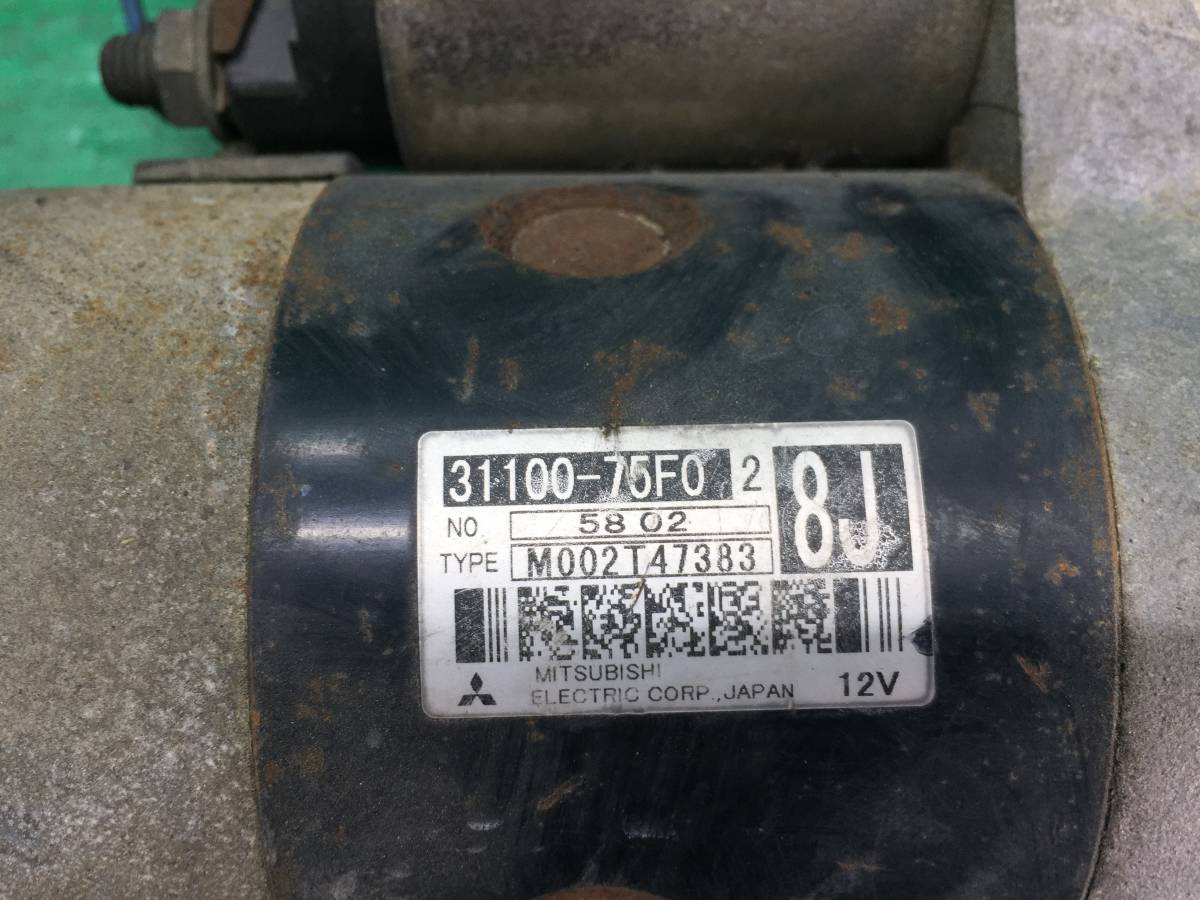 31100-75F0 2
8J
NO 58 02
TYPE M002T47383
MITSUBISHI
ELECTRIC CORP., JAPAN 12V